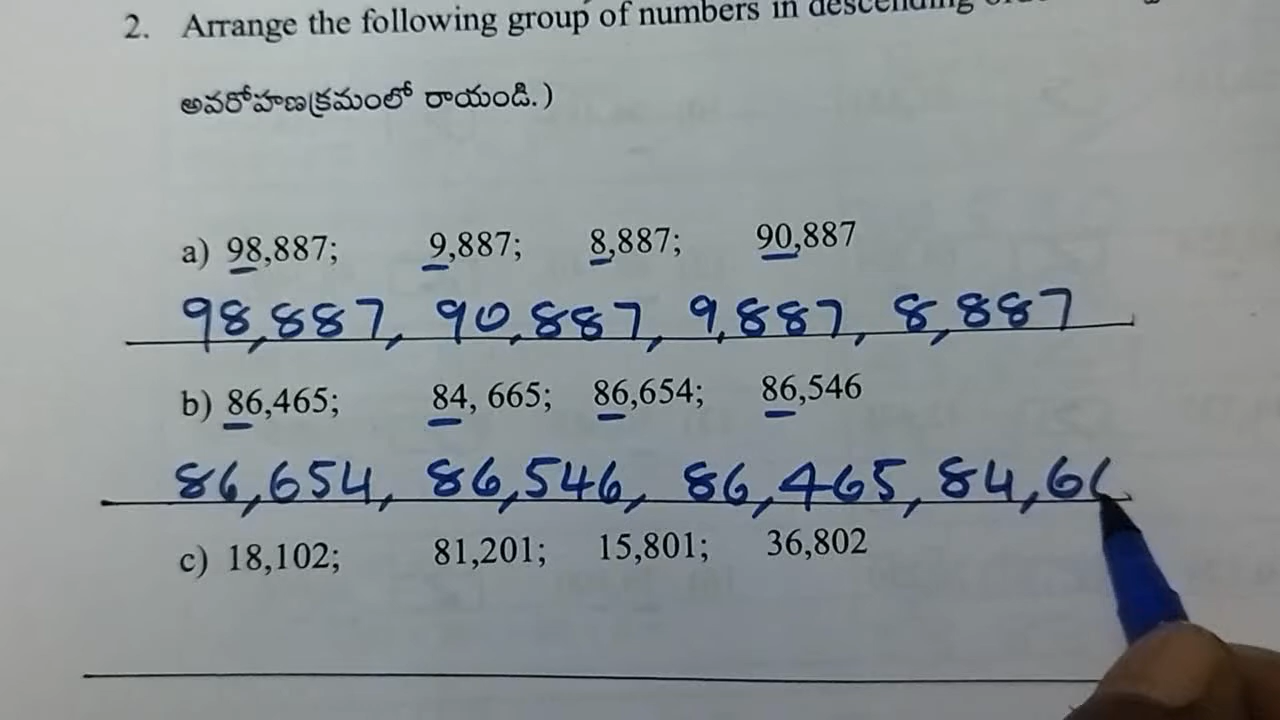 2. Arrange the following group of numbers in descending
అవరోహణక్రమంలో రాయండి.)
a) 98,887; 9,887; 8,887; 90,887
98,887, 90,887, 9,887, 8,887
b) 86,465; 84, 665; 86,654; 86,546
86,654, 86,546, 86,465, 84,66
c) 18,102; 81,201; 15,801; 36,802